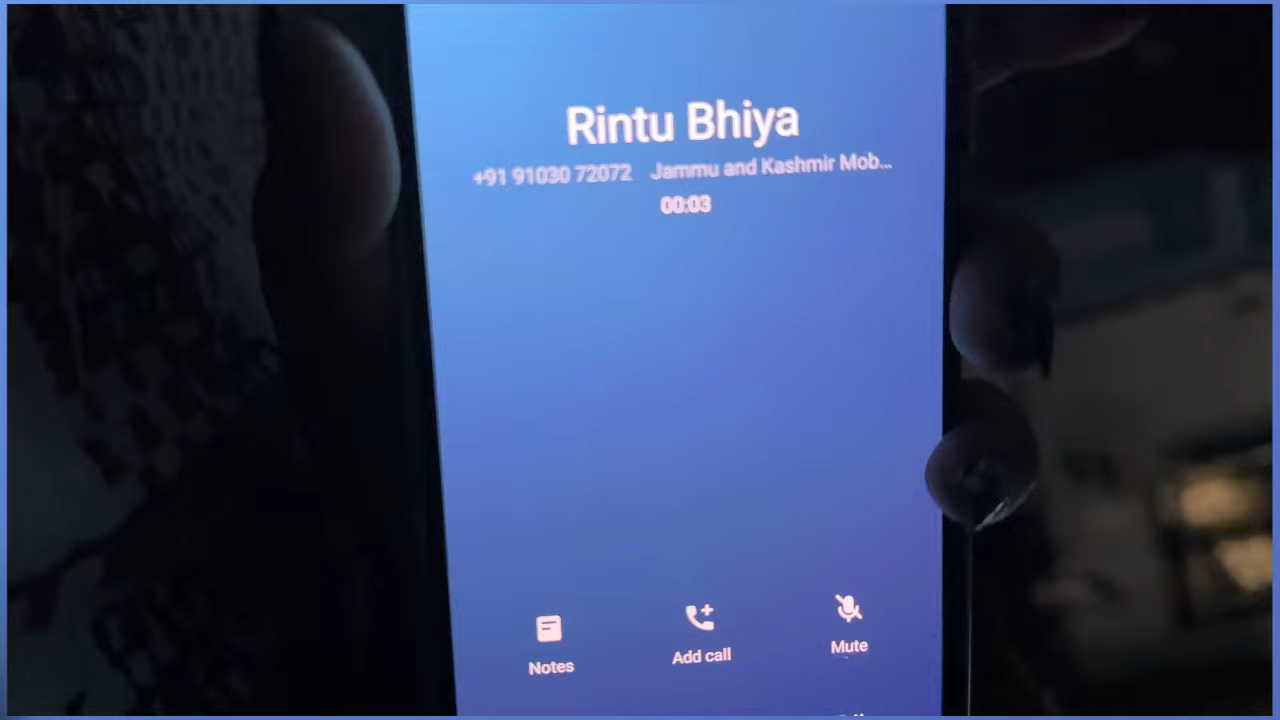 Rintu Bhiya
+91 91030 72072 Jammu and Kashmir Mob...
00:03
Notes Add call Mute